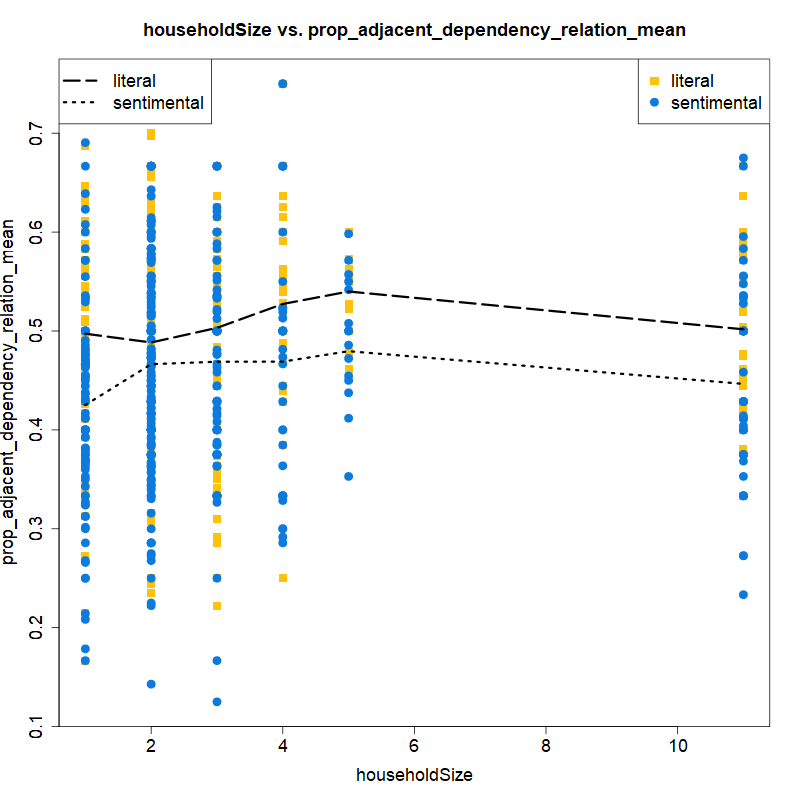 householdSize vs. prop_adjacent_dependency_relation_mean
literal
sentimental
literal
sentimental
prop_adjacent_dependency_relation_mean
0.7
0.6
0.5
0.4
0.3
0.2
0.1
2 4 6 8 10
householdSize